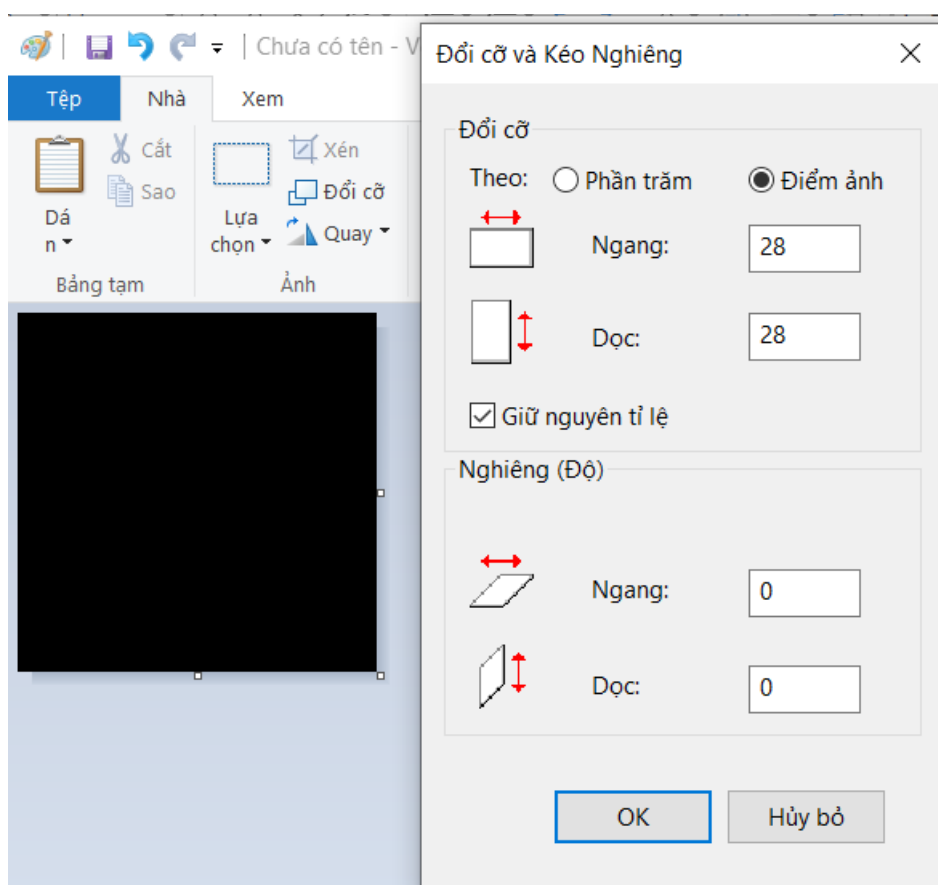 Chưa có tên - V
Tệp Nhà Xem
Dá
n
Cắt
Sao
Bảng tạm
Lựa
chọn
Xén
Đổi cỡ
Quay
Ảnh
Đổi cỡ và Kéo Nghiêng
Đổi cỡ
Theo: Phần trăm Điểm ảnh
Ngang: 28
Dọc: 28
Giữ nguyên tỉ lệ
Nghiêng (Độ)
Ngang: 0
Dọc: 0
OK Hủy bỏ